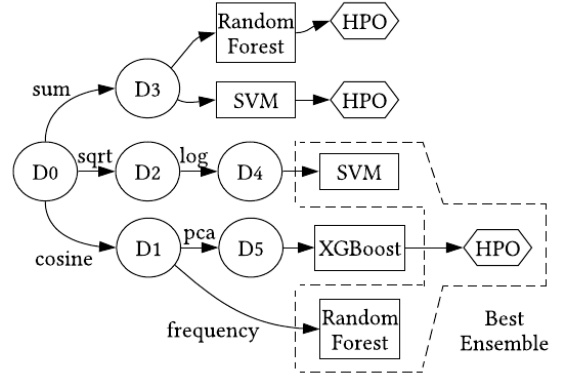 Random
Forest
HPO
sum
D3
SVM
HPO
D0
sqrt
D2
log
D4
SVM
cosine
D1
pca
D5
XGBoost
HPO
frequency
Random
Forest
Best
Ensemble